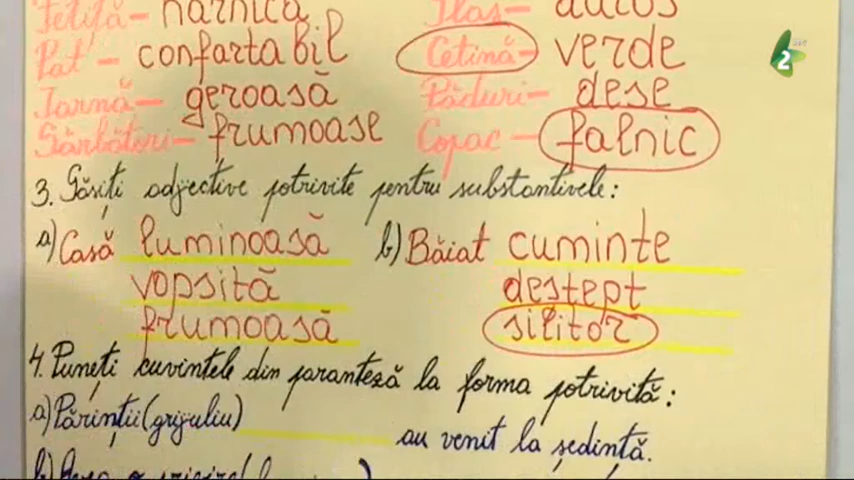 Fetiță - harnică
Pat - confartabil
Cetină - verde
Iarnă - geroasă
Păduri - dese
Sărbători - frumoase
Copac - falnic
3. Găsiți adjective potrivite pentru substantivele:
a) Casă luminoasă
vopsită
frumoasă
b) Băiat cuminte
destept
silitor
4. Puneți cuvintele din paranteză la forma potrivită:
a) Părinții (grijuliu) au venit la ședință.
2